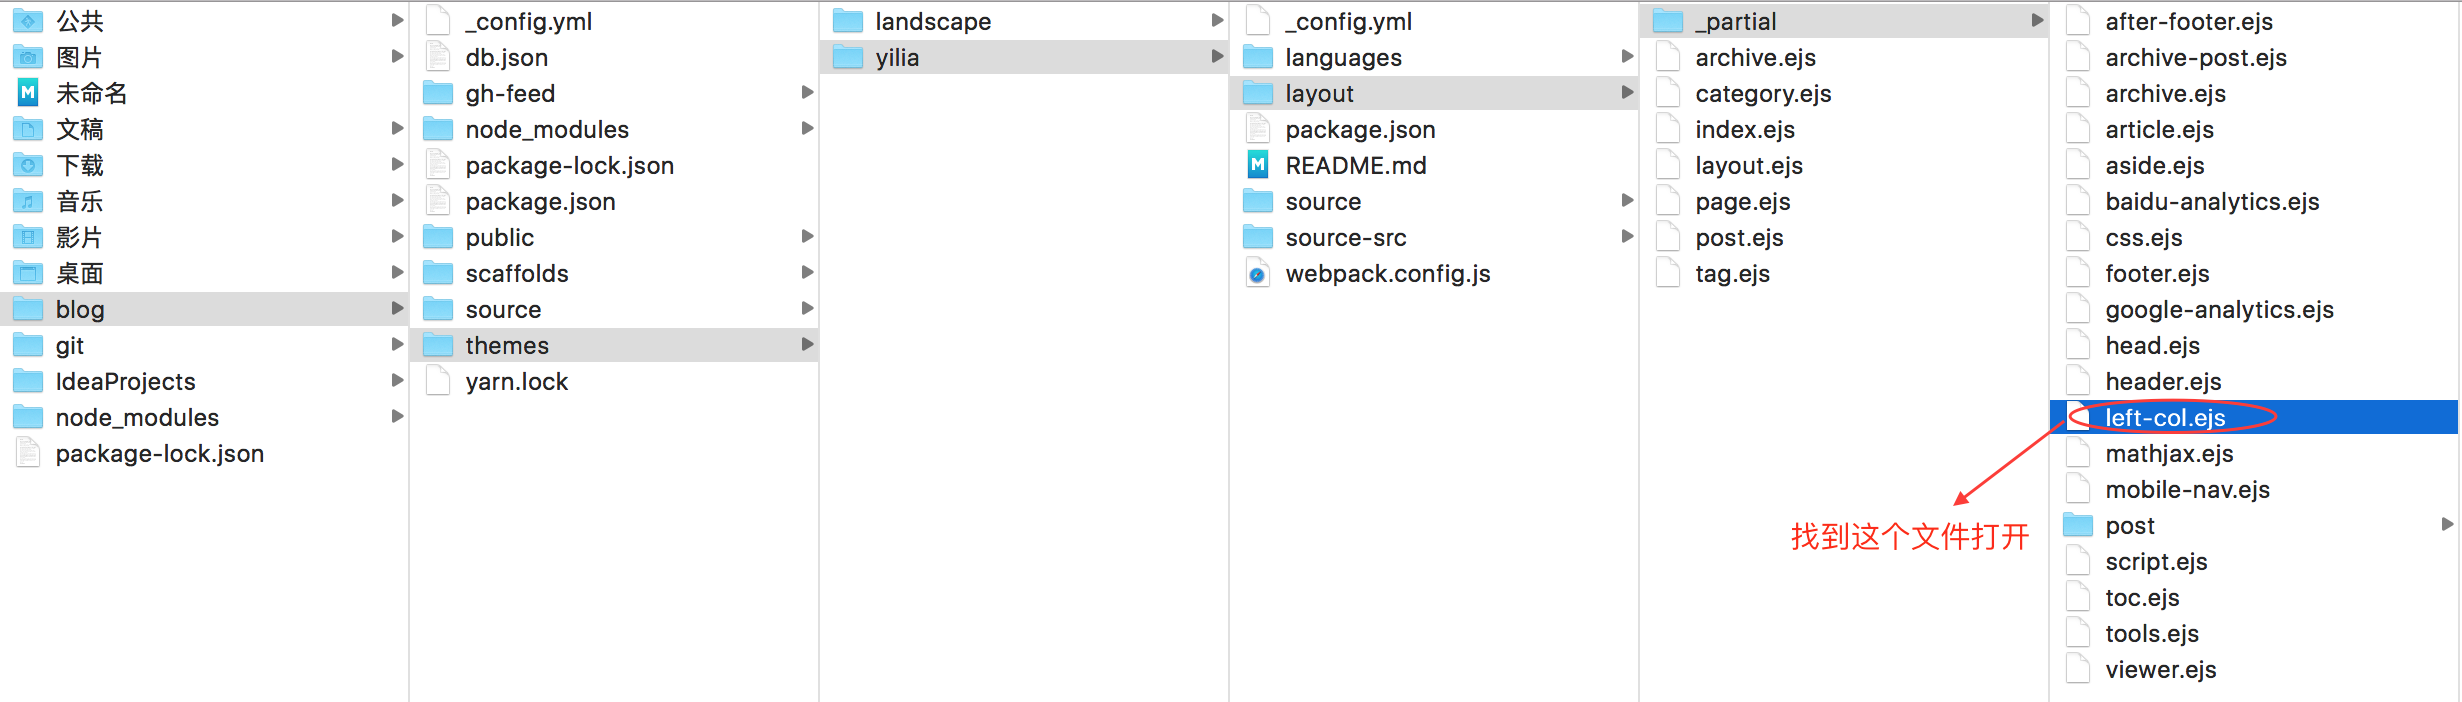 公共
图片
未命名
文稿
下载
音乐
影片
桌面
blog
git
IdeaProjects
node_modules
package-lock.json
_config.yml
db.json
gh-feed
node_modules
package-lock.json
package.json
public
scaffolds
source
themes
yarn.lock
landscape
yilia
_config.yml
languages
layout
package.json
README.md
source
source-src
webpack.config.js
_partial
archive.ejs
category.ejs
index.ejs
layout.ejs
page.ejs
post.ejs
tag.ejs
找到这个文件打开
after-footer.ejs
archive-post.ejs
archive.ejs
article.ejs
aside.ejs
baidu-analytics.ejs
css.ejs
footer.ejs
google-analytics.ejs
head.ejs
header.ejs
left-col.ejs
mathjax.ejs
mobile-nav.ejs
post
script.ejs
toc.ejs
tools.ejs
viewer.ejs